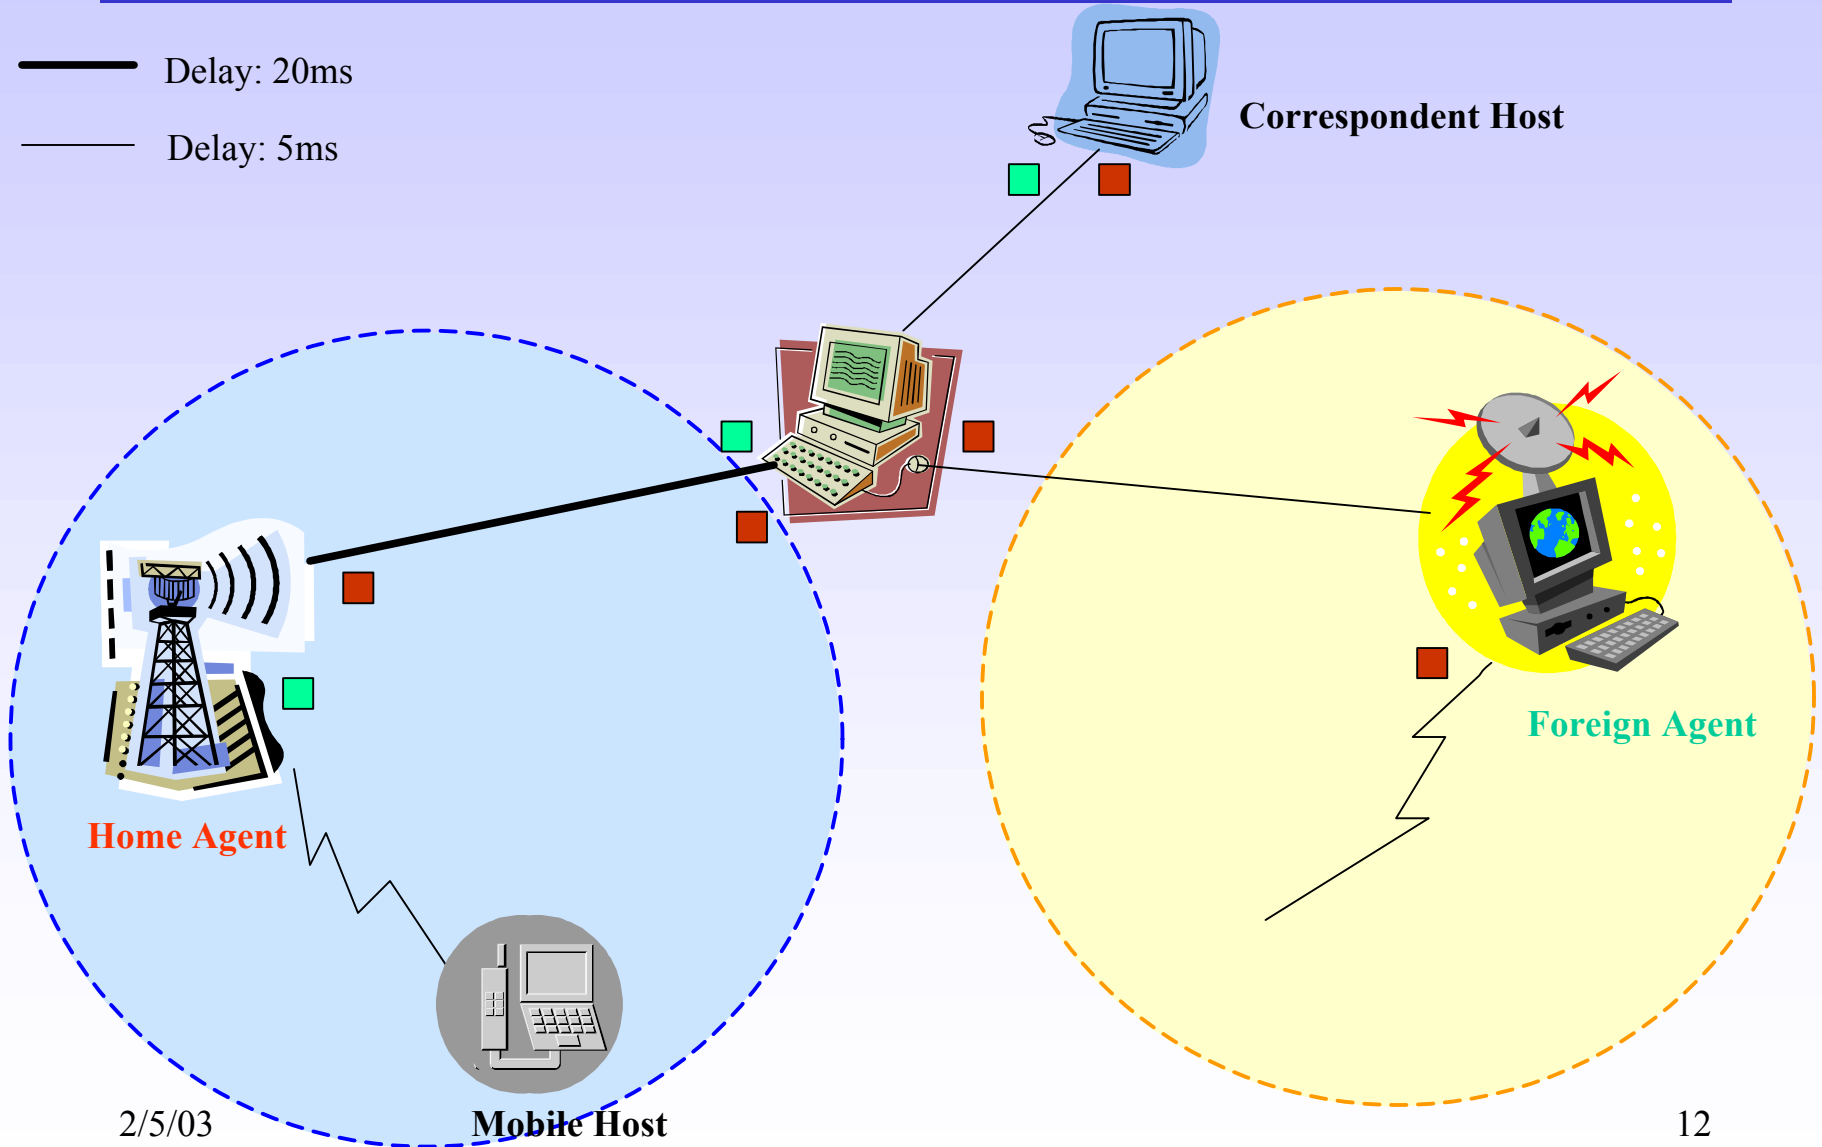 Delay: 20ms
Delay: 5ms
Correspondent Host
Foreign Agent
Home Agent
Mobile Host
2/5/03
12